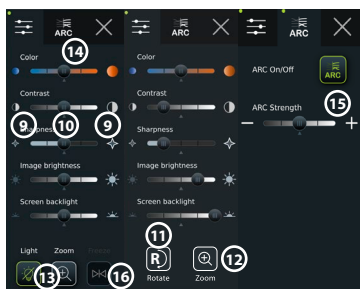 ARC
ARC
ARC
14
Color
Color
ARC On/Off
ARC
Contrast
Contrast
ARC Strength
15
9
10
9
Sharpness
Sharpness
Image brightness
Image brightness
Screen backlight
Screen backlight
11
Light
Zoom
Freeze
R
12
13
16
Rotate
Zoom